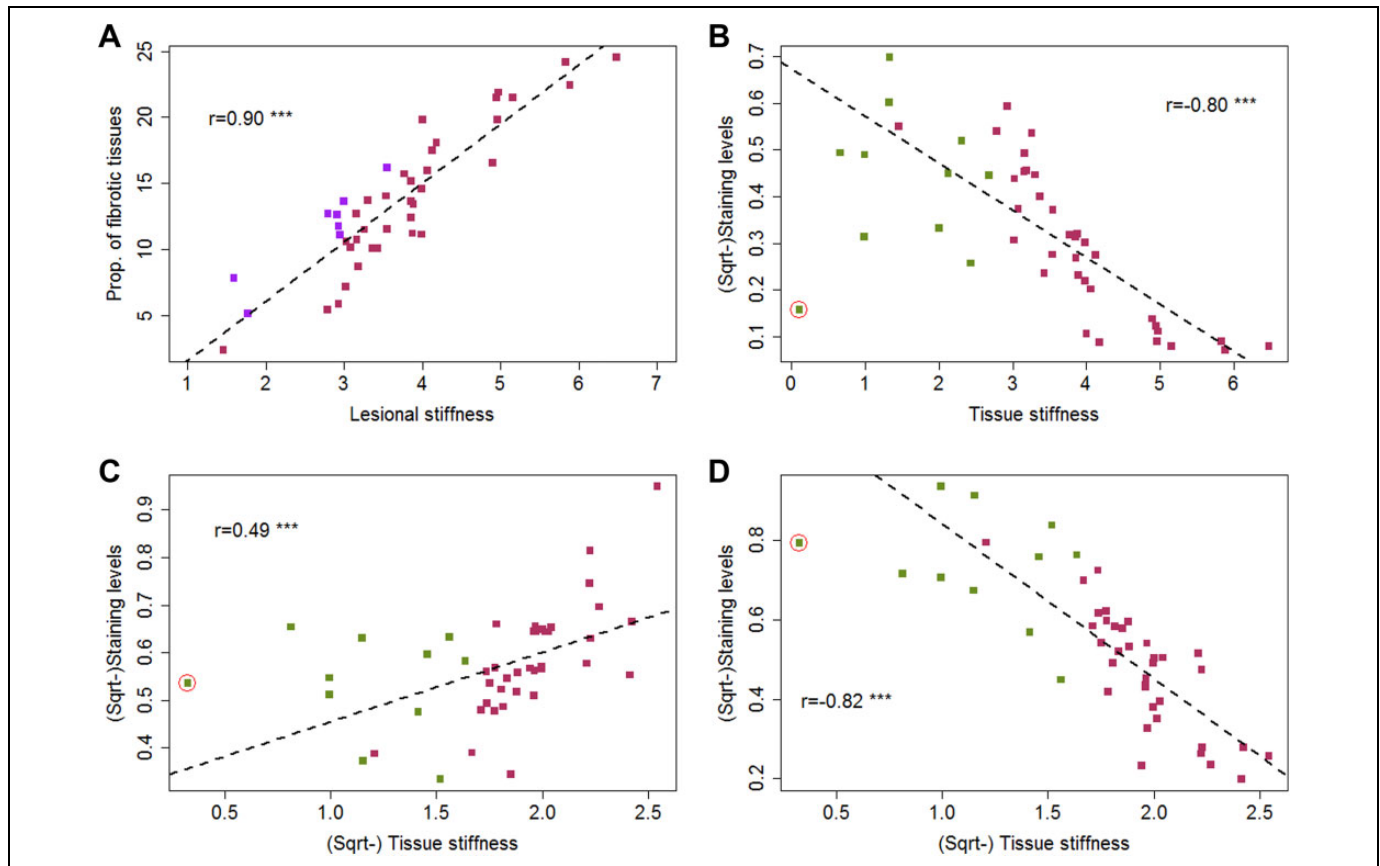 A
r=0.90 ***
Prop. of fibrotic tissues
25
20
15
10
5
1 2 3 4 5 6 7
Lesional stiffness
B
r=-0.80 ***
(Sqrt-)Staining levels
0.7
0.6
0.5
0.4
0.3
0.2
0.1
0 1 2 3 4 5 6
Tissue stiffness
C
r=0.49 ***
(Sqrt-)Staining levels
0.9
0.8
0.7
0.6
0.5
0.4
0.5 1.0 1.5 2.0 2.5
(Sqrt-) Tissue stiffness
D
r=-0.82 ***
(Sqrt-)Staining levels
0.8
0.6
0.4
0.2
0.5 1.0 1.5 2.0 2.5
(Sqrt-) Tissue stiffness